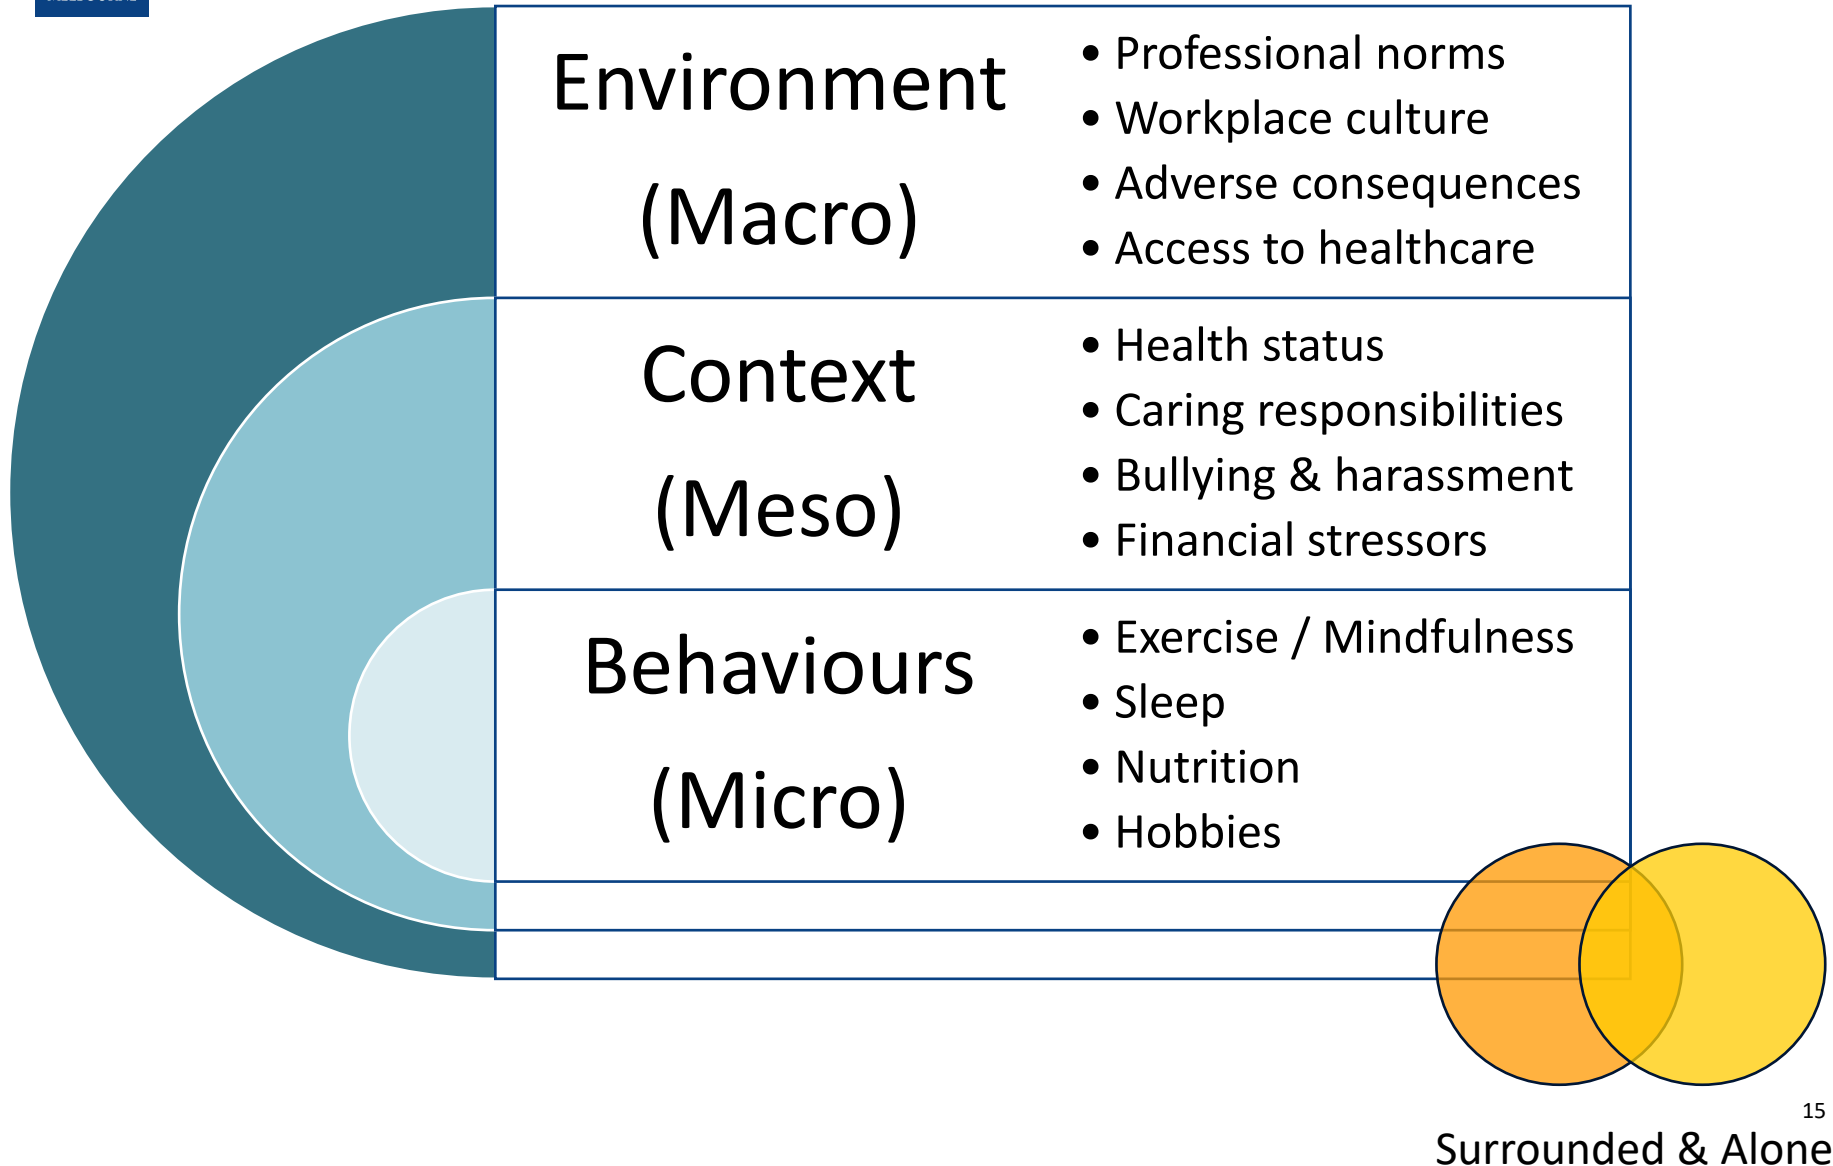 Environment
(Macro)
• Professional norms
• Workplace culture
• Adverse consequences
• Access to healthcare
Context
(Meso)
• Health status
• Caring responsibilities
• Bullying & harassment
• Financial stressors
Behaviours
(Micro)
• Exercise / Mindfulness
• Sleep
• Nutrition
• Hobbies
15
Surrounded & Alone